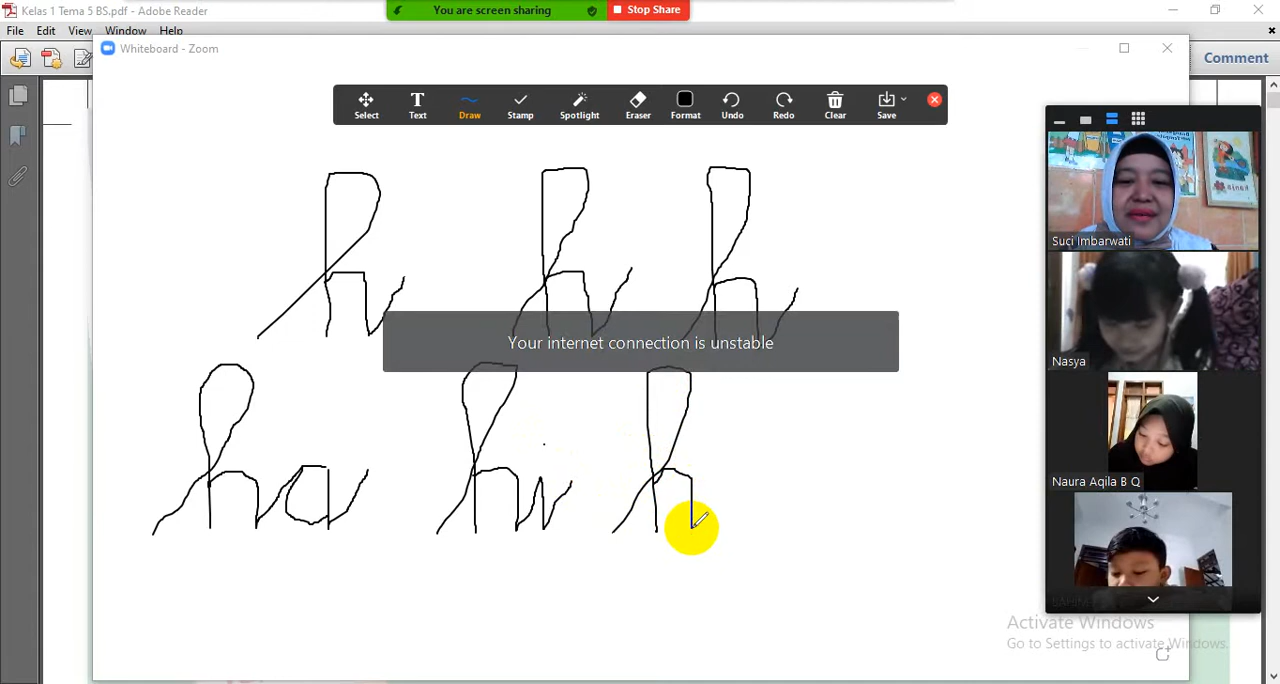 Kelas 1 Tema 5 BS.pdf - Adobe Reader
You are screen sharing
Stop Share
File Edit View Window Help
Whiteboard - Zoom
Comment
Select Text Draw Stamp Spotlight Eraser Format Undo Redo Clear Save
h h h
Suci Imbarwati
Your internet connection is unstable
Nasya
ha hi h
Naura Aqila B Q
Activate Windows
Go to Settings to activate Windows.